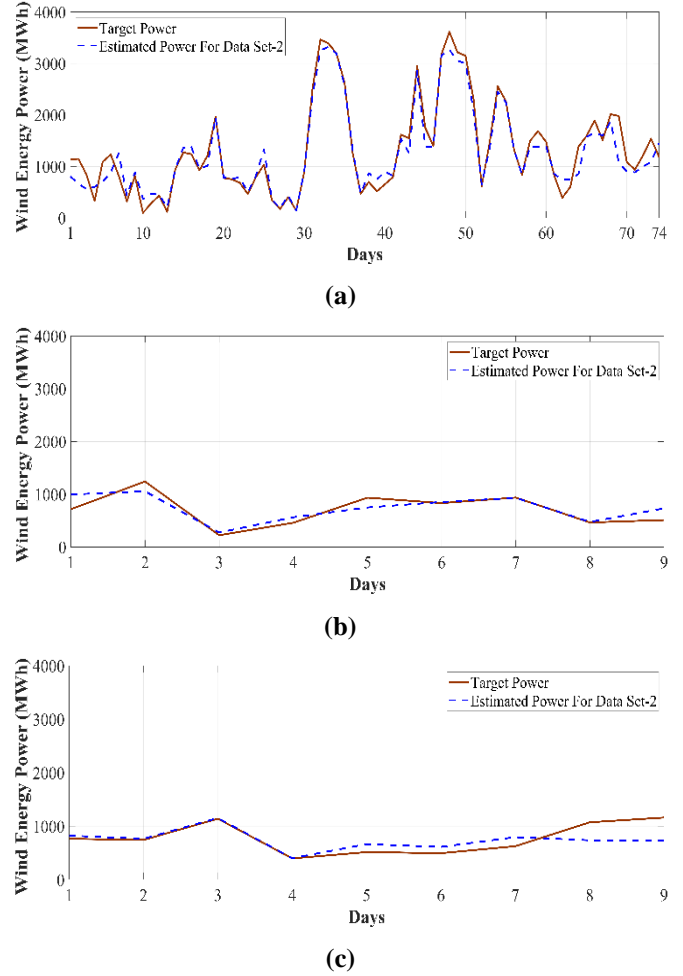 Wind Energy Power (MWh)
4000
3000
2000
1000
0
Target Power
Estimated Power For Data Set-2
1 10 20 30 40 50 60 70 74
Days
(a)
Wind Energy Power (MWh)
4000
3000
2000
1000
0
Target Power
Estimated Power For Data Set-2
1 2 3 4 5 6 7 8 9
Days
(b)
Wind Energy Power (MWh)
4000
3000
2000
1000
0
Target Power
Estimated Power For Data Set-2
1 2 3 4 5 6 7 8 9
Days
(c)